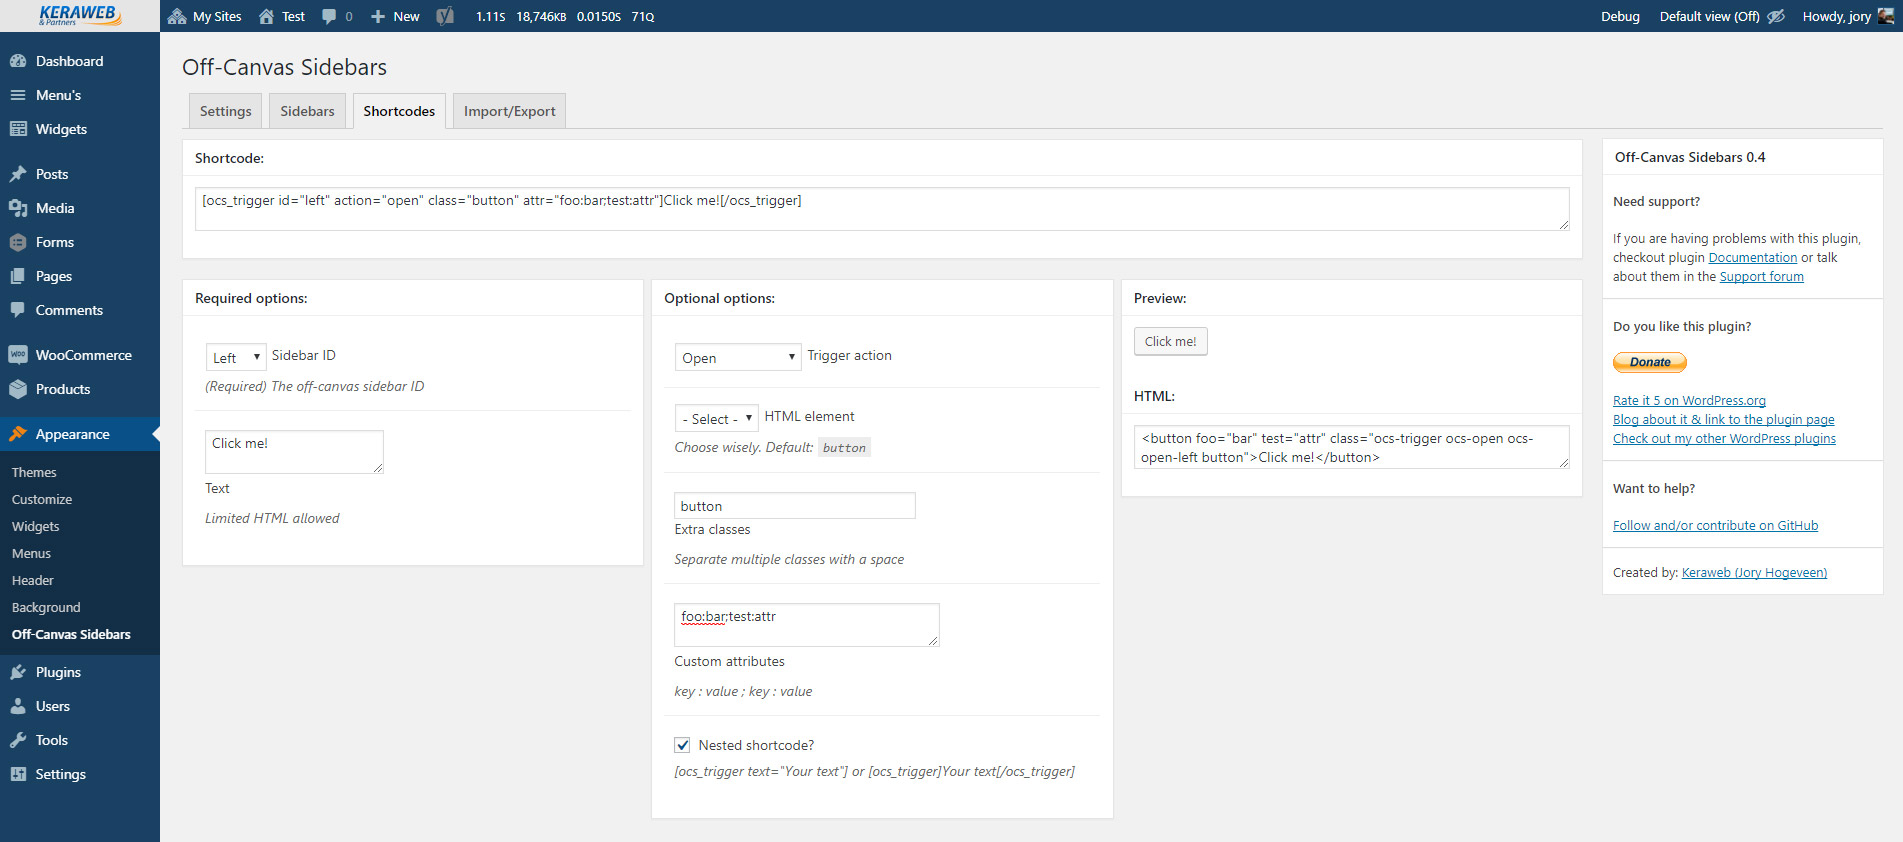 KERAWEB
& Partners
My Sites
Test
0
New
1.11S 18,746KB 0.0150S 71Q
Debug
Default view (Off)
Howdy, jory
Dashboard
Menu's
Widgets
Posts
Media
Forms
Pages
Comments
WooCommerce
Products
Appearance
Themes
Customize
Widgets
Menus
Header
Background
Off-Canvas Sidebars
Plugins
Users
Tools
Settings
Off-Canvas Sidebars
Settings
Sidebars
Shortcodes
Import/Export
Shortcode:
[ocs_trigger id="left" action="open" class="button" attr="foo:bar;test:attr"]Click me![/ocs_trigger]
Required options:
Left
Sidebar ID
(Required) The off-canvas sidebar ID
Click me!
Text
Limited HTML allowed
Optional options:
Open
Trigger action
- Select -
HTML element
Choose wisely. Default: button
button
Extra classes
Separate multiple classes with a space
foo:bar;test:attr
Custom attributes
key : value ; key : value
Nested shortcode?
[ocs_trigger text="Your text"] or [ocs_trigger]Your text[/ocs_trigger]
Preview:
Click me!
HTML:
<button foo="bar" test="attr" class="ocs-trigger ocs-open ocs-
open-left button">Click me!</button>
Off-Canvas Sidebars 0.4
Need support?
If you are having problems with this plugin,
checkout plugin Documentation or talk
about them in the Support forum
Do you like this plugin?
Donate
Rate it 5 on WordPress.org
Blog about it & link to the plugin page
Check out my other WordPress plugins
Want to help?
Follow and/or contribute on GitHub
Created by: Keraweb (Jory Hogeveen)